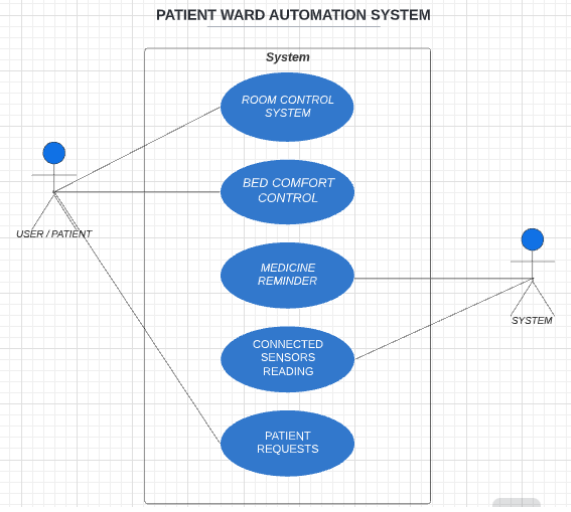 PATIENT WARD AUTOMATION SYSTEM
System
ROOM CONTROL
SYSTEM
BED COMFORT
CONTROL
USER / PATIENT
MEDICINE
REMINDER
SYSTEM
CONNECTED
SENSORS
READING
PATIENT
REQUESTS